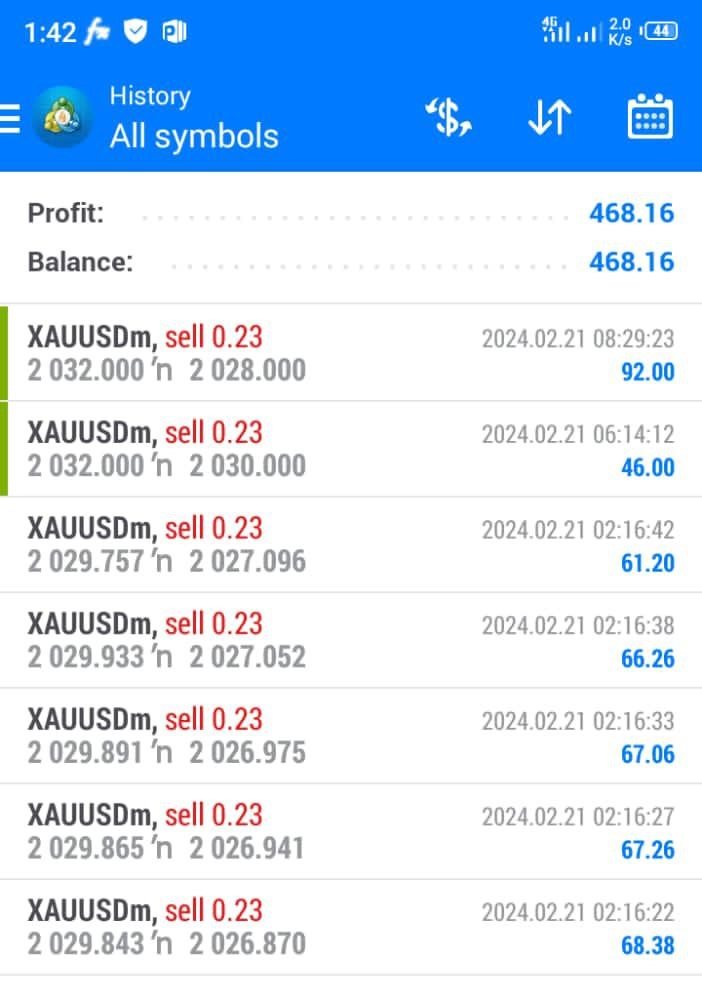 1:42
4G
2.0
K/s
44
History
All symbols
Profit: 468.16
Balance: 468.16
XAUUSDm, sell 0.23 2024.02.21 08:29:23
2 032.000 'n 2 028.000 92.00
XAUUSDm, sell 0.23 2024.02.21 06:14:12
2 032.000 'n 2 030.000 46.00
XAUUSDm, sell 0.23 2024.02.21 02:16:42
2 029.757 'n 2 027.096 61.20
XAUUSDm, sell 0.23 2024.02.21 02:16:38
2 029.933 'n 2 027.052 66.26
XAUUSDm, sell 0.23 2024.02.21 02:16:33
2 029.891 'n 2 026.975 67.06
XAUUSDm, sell 0.23 2024.02.21 02:16:27
2 029.865 'n 2 026.941 67.26
XAUUSDm, sell 0.23 2024.02.21 02:16:22
2 029.843 'n 2 026.870 68.38